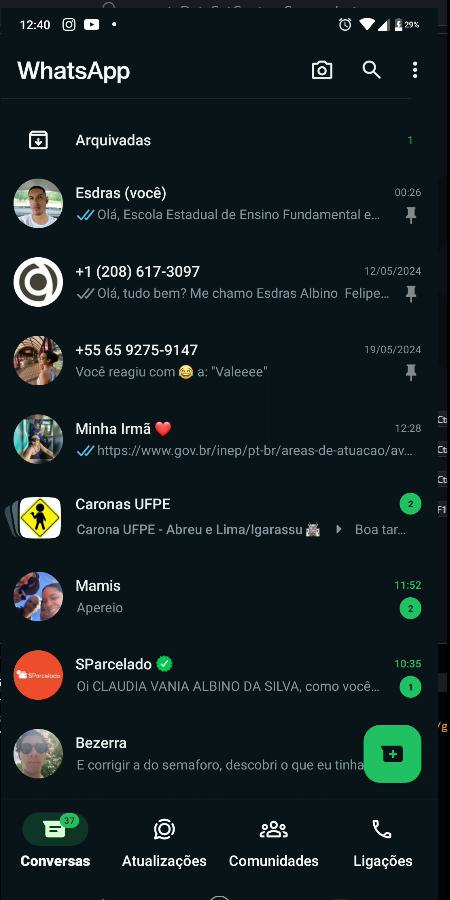 12:40
29%
WhatsApp
Arquivadas 1
Esdras (você) 00:26
Olá, Escola Estadual de Ensino Fundamental e...
+1 (208) 617-3097 12/05/2024
Olá, tudo bem? Me chamo Esdras Albino Felipe...
+55 65 9275-9147 19/05/2024
Você reagiu com 😂 a: "Valeeee"
Minha Irmã ❤️ 12:28
https://www.gov.br/inep/pt-br/areas-de-atuacao/av...
Caronas UFPE 2
Carona UFPE - Abreu e Lima/Igarassu Boa tar...
Mamis 11:52
Apereio 2
SParcelado 10:35
SParcelado
Oi CLAUDIA VANIA ALBINO DA SILVA, como você... 1
Bezerra
E corrigir a do semaforo, descobri o que eu tinha
37
Conversas Atualizações Comunidades Ligações